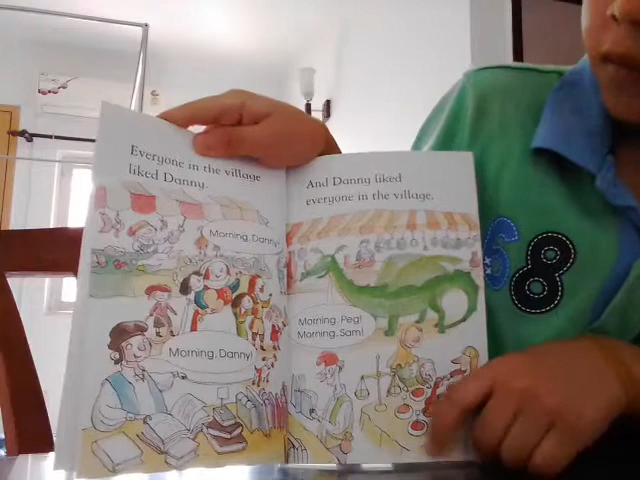 Everyone in the village
liked Danny.
Morning, Danny!
Morning, Danny!
And Danny liked
everyone in the village.
Morning, Peg!
Morning, Sam!
68